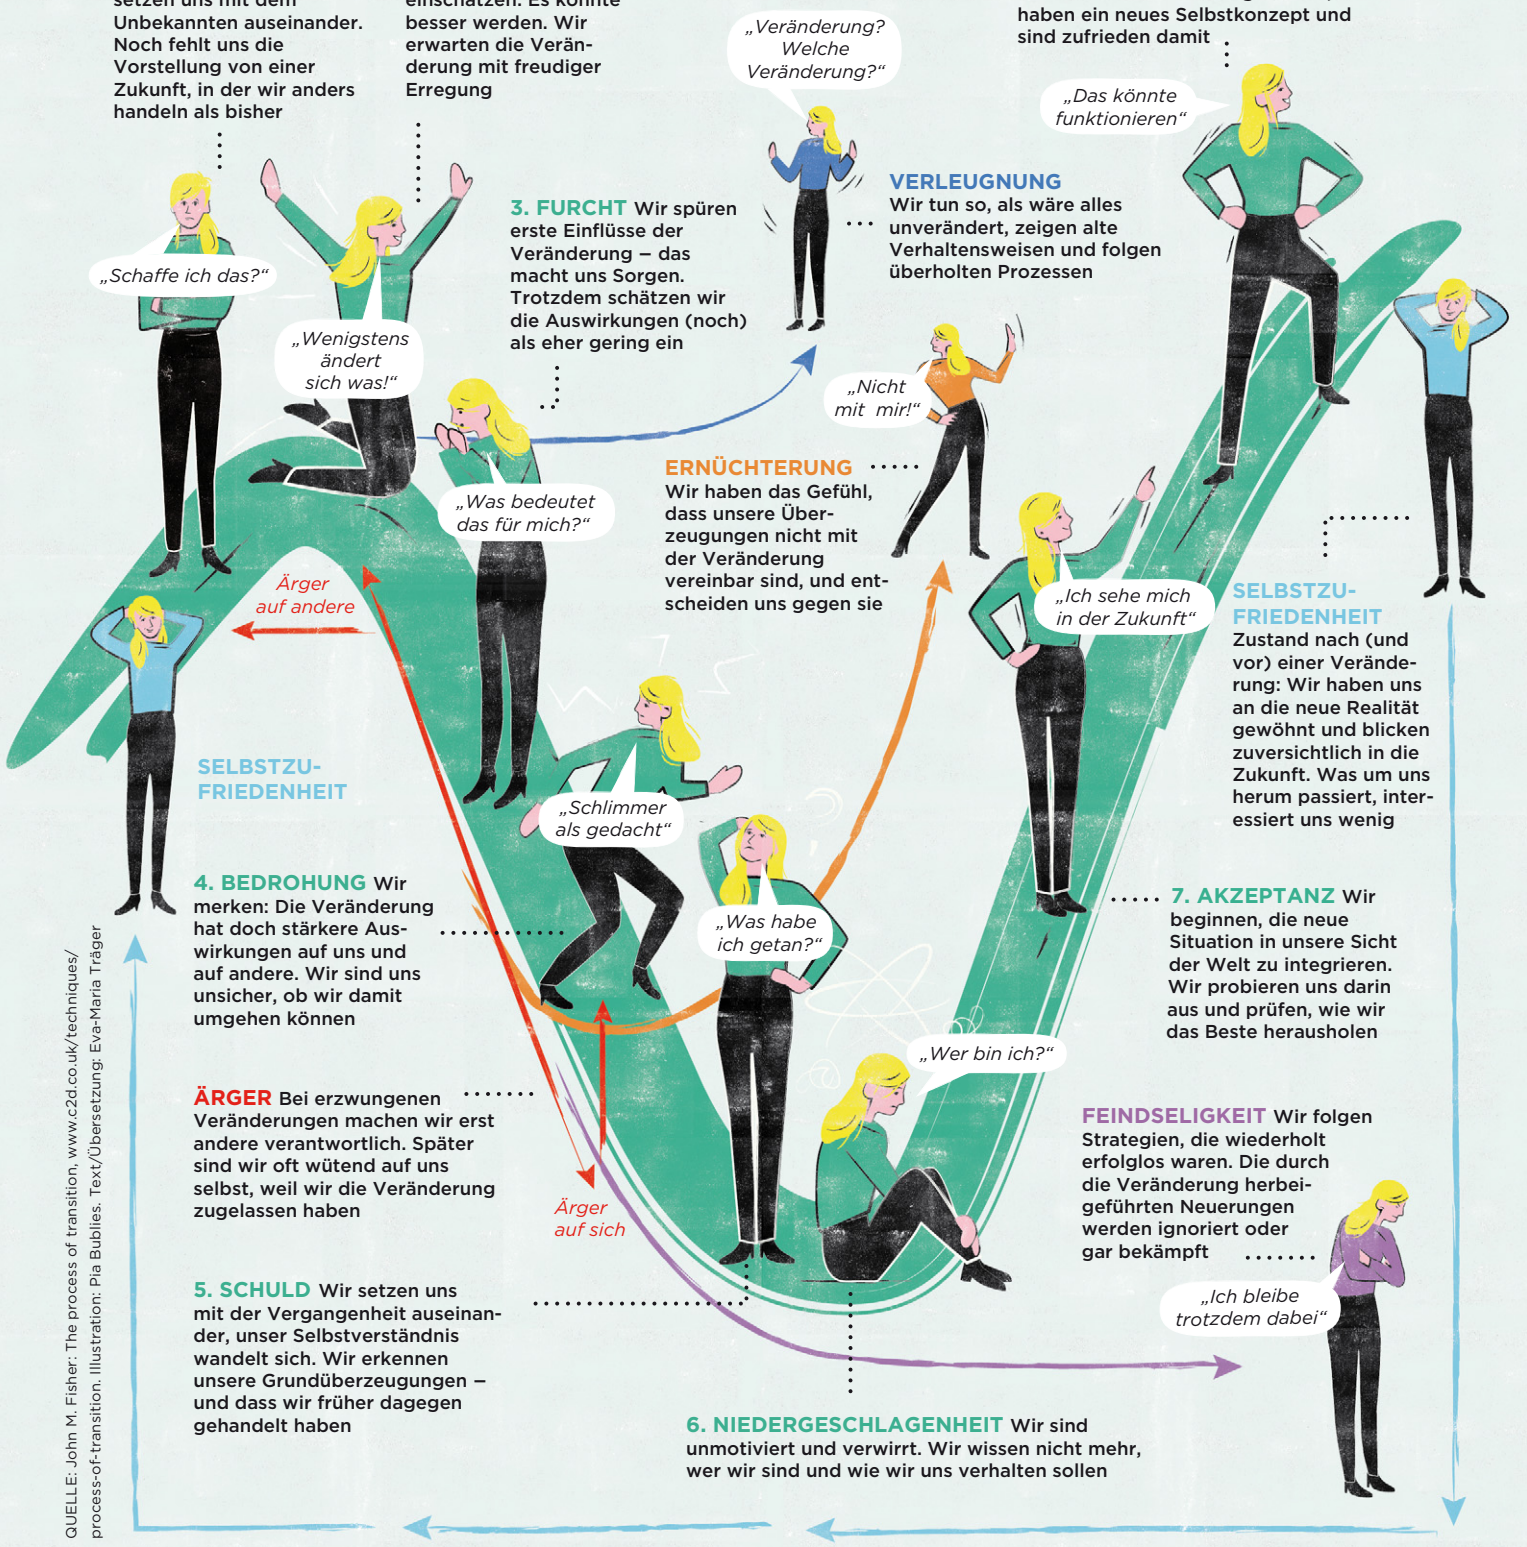 setzen uns mit dem
Unbekannten auseinander.
Noch fehlt uns die
Vorstellung von einer
Zukunft, in der wir anders
handeln als bisher
einschätzen. Es könnte
besser werden. Wir
erwarten die Verän-
derung mit freudiger
Erregung
„Veränderung?
Welche
Veränderung?“
haben ein neues Selbstkonzept und
sind zufrieden damit
„Das könnte
funktionieren“
„Schaffe ich das?“
„Wenigstens
ändert
sich was!“
3. FURCHT Wir spüren
erste Einflüsse der
Veränderung – das
macht uns Sorgen.
Trotzdem schätzen wir
die Auswirkungen (noch)
als eher gering ein
VERLEUGNUNG
Wir tun so, als wäre alles
unverändert, zeigen alte
Verhaltensweisen und folgen
überholten Prozessen
„Nicht
mit mir!“
„Was bedeutet
das für mich?“
ERNÜCHTERUNG
Wir haben das Gefühl,
dass unsere Über-
zeugungen nicht mit
der Veränderung
vereinbar sind, und ent-
scheiden uns gegen sie
Ärger
auf andere
„Ich sehe mich
in der Zukunft“
SELBSTZU-
FRIEDENHEIT
Zustand nach (und
vor) einer Verände-
rung: Wir haben uns
an die neue Realität
gewöhnt und blicken
zuversichtlich in die
Zukunft. Was um uns
herum passiert, inter-
essiert uns wenig
SELBSTZU-
FRIEDENHEIT
„Schlimmer
als gedacht“
4. BEDROHUNG Wir
merken: Die Veränderung
hat doch stärkere Aus-
wirkungen auf uns und
auf andere. Wir sind uns
unsicher, ob wir damit
umgehen können
„Was habe
ich getan?“
7. AKZEPTANZ Wir
beginnen, die neue
Situation in unsere Sicht
der Welt zu integrieren.
Wir probieren uns darin
aus und prüfen, wie wir
das Beste herausholen
„Wer bin ich?“
ÄRGER Bei erzwungenen
Veränderungen machen wir erst
andere verantwortlich. Später
sind wir oft wütend auf uns
selbst, weil wir die Veränderung
zugelassen haben
Ärger
auf sich
FEINDSELIGKEIT Wir folgen
Strategien, die wiederholt
erfolglos waren. Die durch
die Veränderung herbei-
geführten Neuerungen
werden ignoriert oder
gar bekämpft
„Ich bleibe
trotzdem dabei“
5. SCHULD Wir setzen uns
mit der Vergangenheit auseinan-
der, unser Selbstverständnis
wandelt sich. Wir erkennen
unsere Grundüberzeugungen –
und dass wir früher dagegen
gehandelt haben
6. NIEDERGESCHLAGENHEIT Wir sind
unmotiviert und verwirrt. Wir wissen nicht mehr,
wer wir sind und wie wir uns verhalten sollen
QUELLE: John M. Fisher: The process of transition, www.c2d.co.uk/techniques/
process-of-transition. Illustration: Pia Bublies. Text/Übersetzung: Eva-Maria Träger